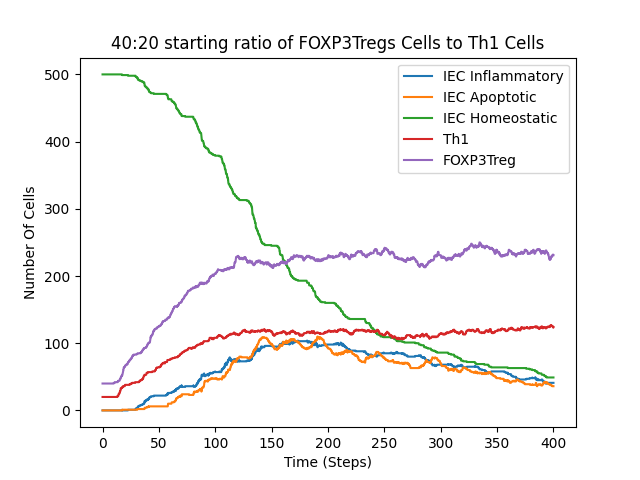 40:20 starting ratio of FOXP3Tregs Cells to Th1 Cells
IEC Inflammatory
IEC Apoptotic
IEC Homeostatic
Th1
FOXP3Treg
Number Of Cells
500
400
300
200
100
0
0 50 100 150 200 250 300 350 400
Time (Steps)